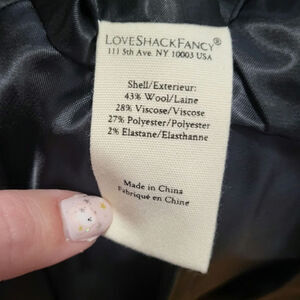 LOVESHACKFANCY®
111 5th Ave. NY 10003 USA
Shell/Exterieur:
43% Wool/Laine
28% Viscose/Viscose
27% Polyester/Polyester
2% Elastane/Elasthanne
Made in China
Fabriqué en Chine